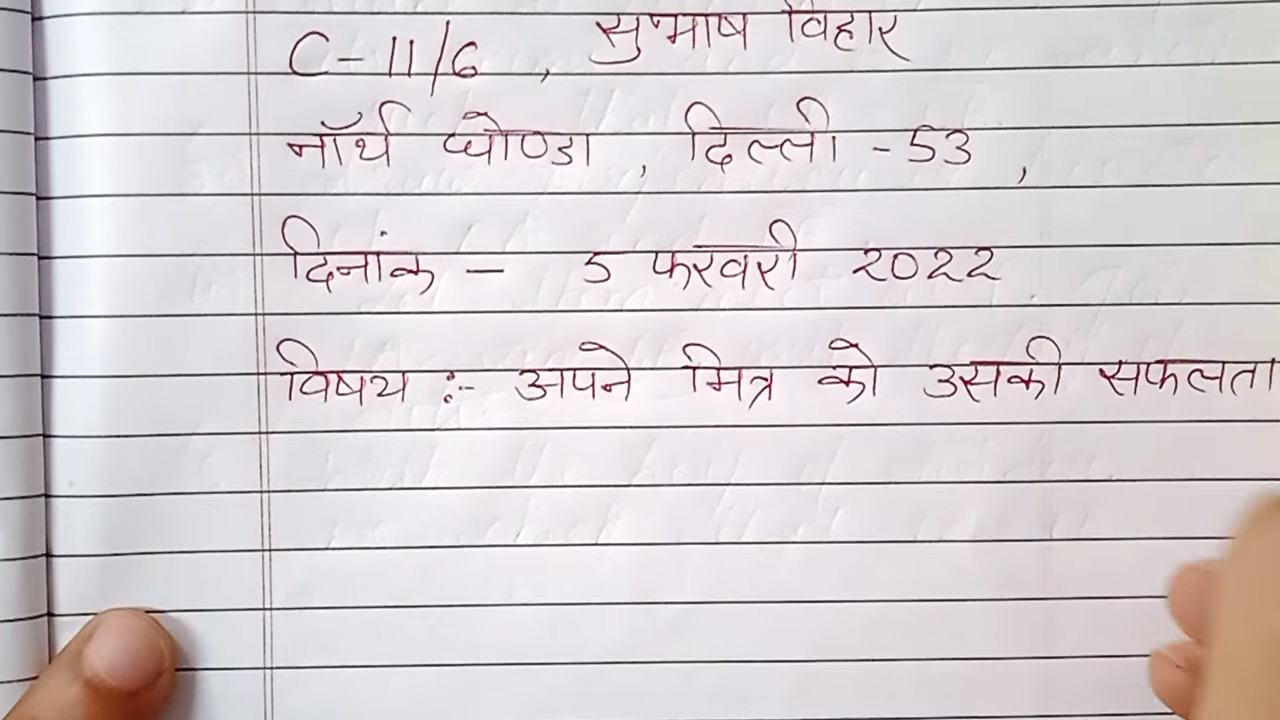 C-11/6 , सुभाष विहार
नॉर्थ घोण्डा , दिल्ली -53 ,
दिनांक - 5 फरवरी 2022
विषय :- अपने मित्र को उसकी सफलता